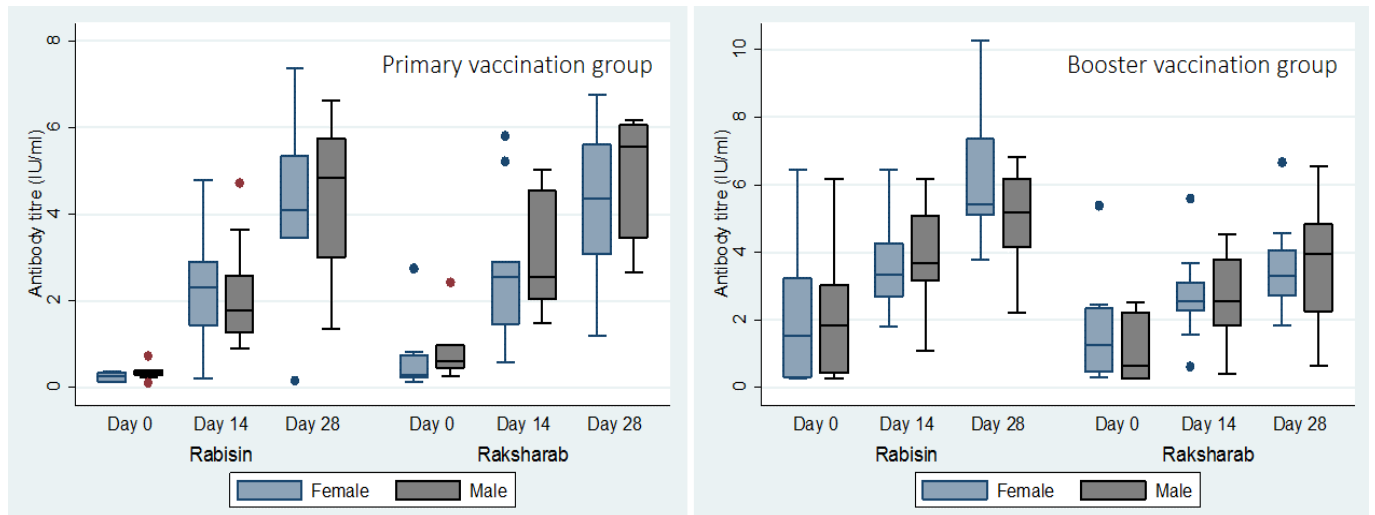 Primary vaccination group
Antibody titre (IU/ml)
8
6
4
2
0
Day 0 Day 14 Day 28 Day 0 Day 14 Day 28
Rabisin Raksharab
Female Male
Booster vaccination group
Antibody titre (IU/ml)
10
8
6
4
2
0
Day 0 Day 14 Day 28 Day 0 Day 14 Day 28
Rabisin Raksharab
Female Male